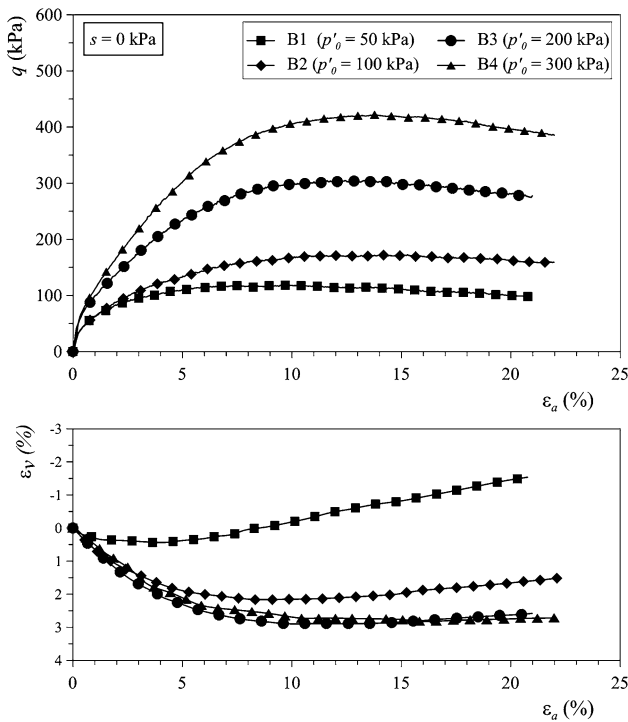 q (kPa)
600
500
400
300
200
100
0
s = 0 kPa
B1 (p'₀ = 50 kPa)
B3 (p'₀ = 200 kPa)
B2 (p'₀ = 100 kPa)
B4 (p'₀ = 300 kPa)
0 5 10 15 20 25
εₐ (%)
εv (%)
-3
-2
-1
0
1
2
3
4
0 5 10 15 20 25
εₐ (%)